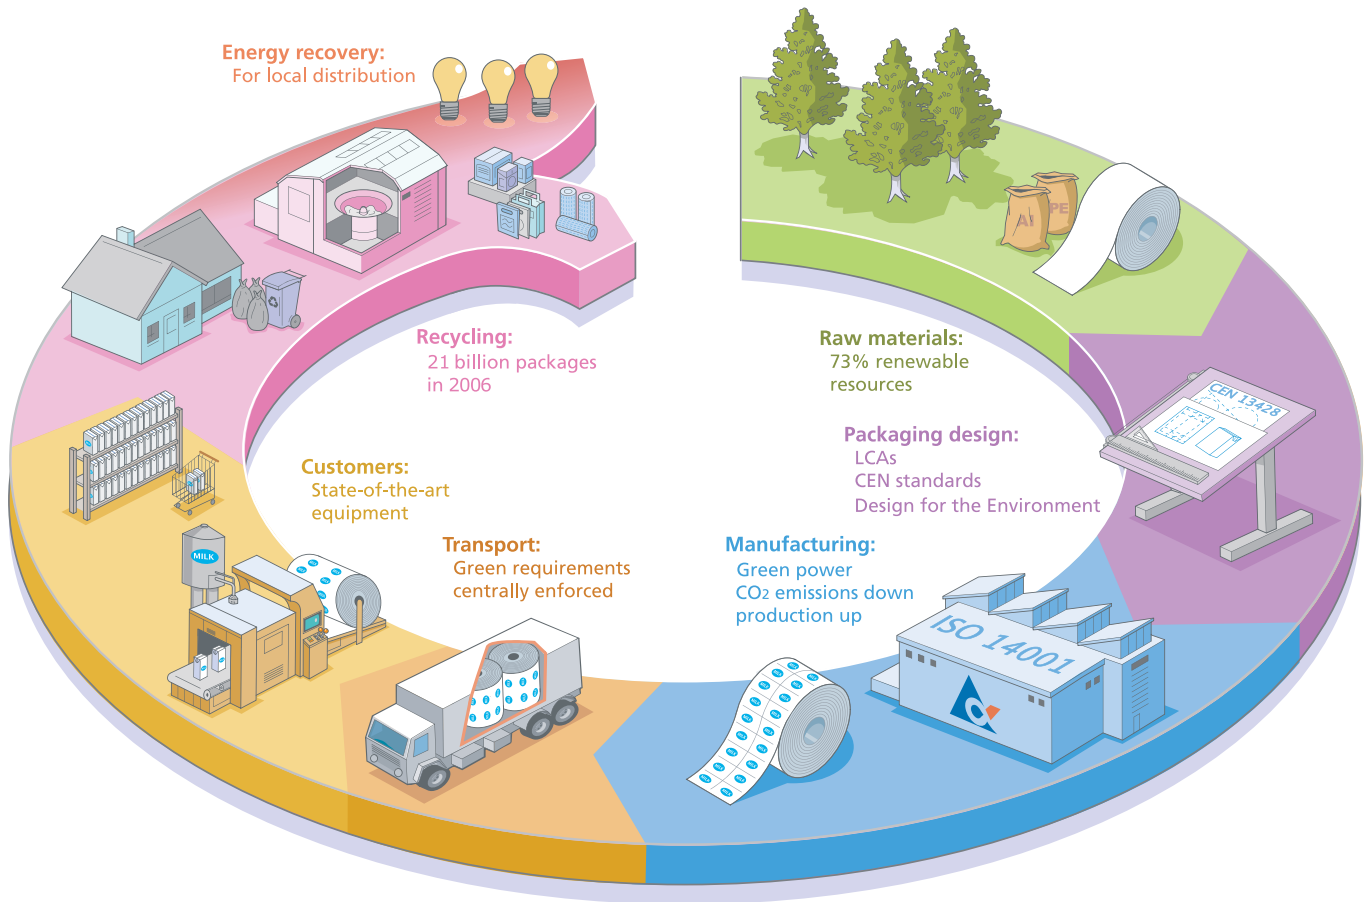 Energy recovery:
For local distribution
Al
PE
Recycling:
21 billion packages
in 2006
Raw materials:
73% renewable
resources
CEN 13428
Packaging design:
LCAs
CEN standards
Design for the Environment
Customers:
State-of-the-art
equipment
MILK
Transport:
Green requirements
centrally enforced
Manufacturing:
Green power
CO2 emissions down
production up
ISO 14001